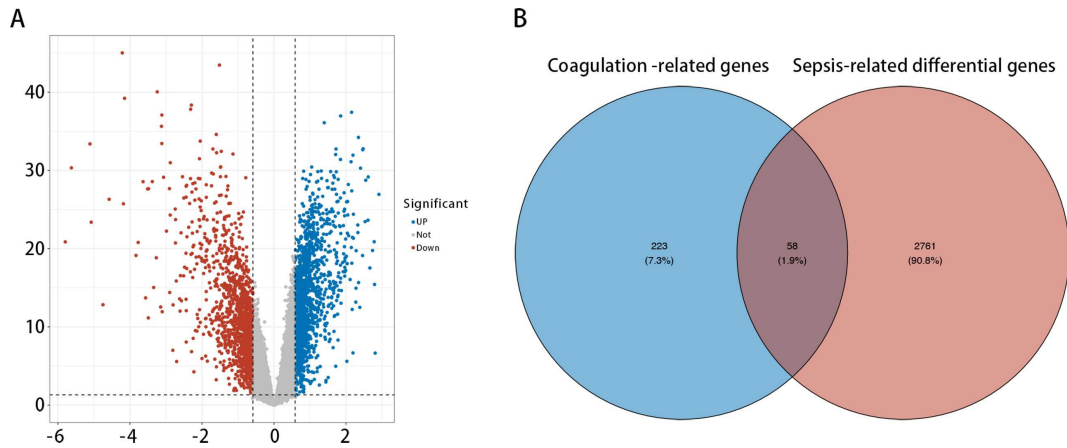 A
40
30
20
10
0
-6
-4
-2
0
2
Significant
UP
Not
Down
B
Coagulation -related genes
Sepsis-related differential genes
223
(7.3%)
58
(1.9%)
2761
(90.8%)